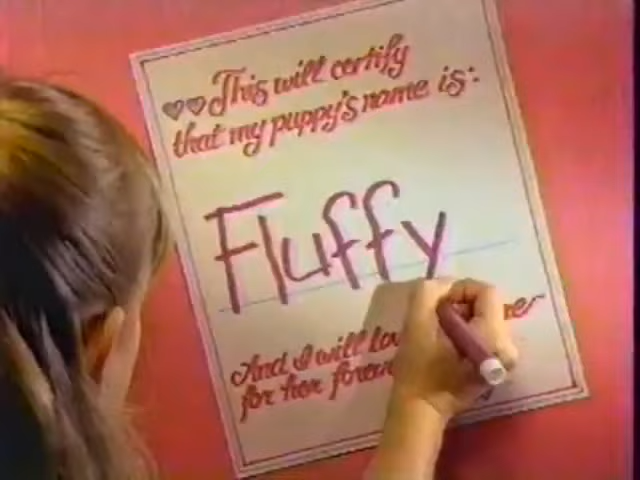 This will certify
that my puppy's name is:
Fluffy
And I will
for her